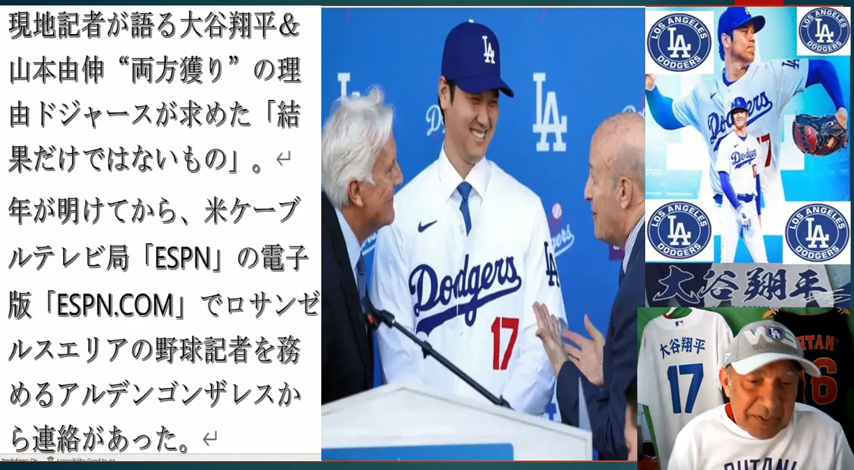 現地記者が語る大谷翔平&
山本由伸“両方獲り”の理
由ドジャースが求めた「結
果だけではないもの」。
年が明けてから、米ケーブ
ルテレビ局「ESPN」の電子
版「ESPN.COM」でロサンゼ
ルスエリアの野球記者を務
めるアルデンゴンザレスか
ら連絡があった。
LA
LA
Dodgers
17
LOS ANGELES
LA
DODGERS
LOS ANGELES
LA
DODGERS
Dodgers
17
Dodgers
LOS ANGELES
LA
DODGERS
LOS ANGELES
LA
DODGERS
大谷翔平
大谷翔平
17